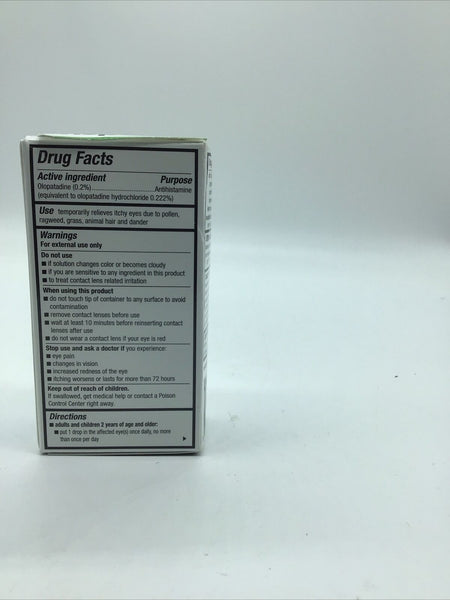 Drug Facts
Active ingredient Purpose
Olopatadine (0.2%) Antihistamine
(equivalent to olopatadine hydrochloride 0.222%)
Use temporarily relieves itchy eyes due to pollen,
ragweed, grass, animal hair and dander
Warnings
For external use only
Do not use
■ if solution changes color or becomes cloudy
■ if you are sensitive to any ingredient in this product
■ to treat contact lens related irritation
When using this product
■ do not touch tip of container to any surface to avoid
contamination
■ remove contact lenses before use
■ wait at least 10 minutes before reinserting contact
lenses after use
■ do not wear a contact lens if your eye is red
Stop use and ask a doctor if you experience:
■ eye pain
■ changes in vision
■ increased redness of the eye
■ itching worsens or lasts for more than 72 hours
Keep out of reach of children.
If swallowed, get medical help or contact a Poison
Control Center right away.
Directions
■ adults and children 2 years of age and older:
■ put 1 drop in the affected eye(s) once daily, no more
than once per day